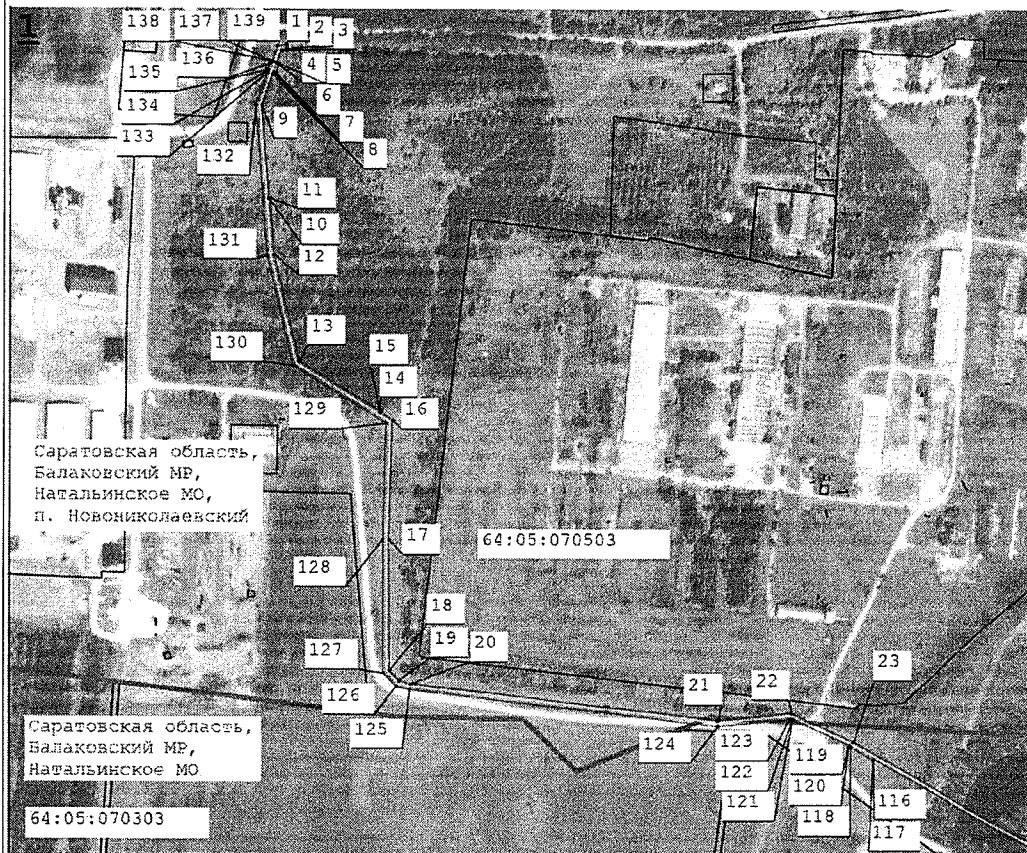 1
138 137 139 1 2 3
135 136 4 5
134 6
133 9 7
132 8
11
10
131 12
13
130 15
14
129 16
Саратовская область,
Балаковский МР,
Натальинское МО,
п. Новониколаевский
17 64:05:070503
128
18
127 19 20
126 21 22 23
125
Саратовская область,
Балаковский МР,
Натальинское МО
124 123 119
122
121 120 116
118
117
64:05:070303